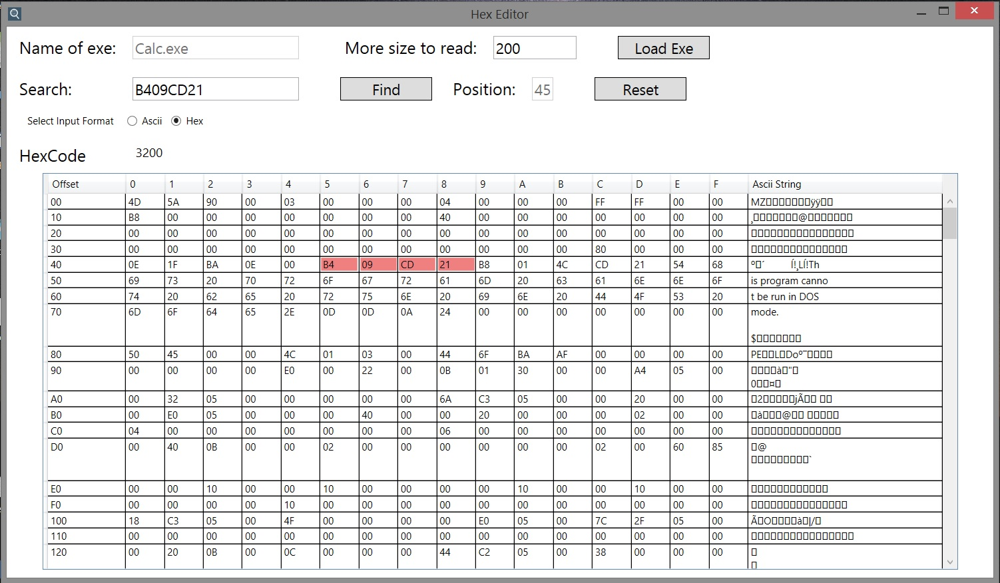 Hex Editor
Name of exe: Calc.exe More size to read: 200 Load Exe
Search: B409CD21 Find Position: 45 Reset
Select Input Format Ascii Hex
HexCode 3200
Offset 0 1 2 3 4 5 6 7 8 9 A B C D E F Ascii String
00 4D 5A 90 00 03 00 00 00 04 00 00 00 FF FF 00 00 MZ▯▯▯▯▯▯▯ÿÿ▯▯
10 B8 00 00 00 00 00 00 00 40 00 00 00 00 00 00 00 ¸▯▯▯▯▯▯▯@▯▯▯▯▯▯▯
20 00 00 00 00 00 00 00 00 00 00 00 00 00 00 00 00 ▯▯▯▯▯▯▯▯▯▯▯▯▯▯▯▯
30 00 00 00 00 00 00 00 00 00 00 00 00 80 00 00 00 ▯▯▯▯▯▯▯▯▯▯▯▯▯▯▯
40 0E 1F BA 0E 00 B4 09 CD 21 B8 01 4C CD 21 54 68 º▯´ Í!¸LÍ!Th
50 69 73 20 70 72 6F 67 72 61 6D 20 63 61 6E 6E 6F is program canno
60 74 20 62 65 20 72 75 6E 20 69 6E 20 44 4F 53 20 t be run in DOS
70 6D 6F 64 65 2E 0D 0D 0A 24 00 00 00 00 00 00 00 mode.
$▯▯▯▯▯▯▯
80 50 45 00 00 4C 01 03 00 44 6F BA AF 00 00 00 00 PE▯▯L▯Doº¯▯▯▯▯
90 00 00 00 00 E0 00 22 00 0B 01 30 00 00 A4 05 00 ▯▯▯▯à▯"▯
0▯▯¤▯
A0 00 32 05 00 00 00 00 00 6A C3 05 00 00 20 00 00 ▯2▯▯▯▯▯jÃ▯▯ ▯▯
B0 00 E0 05 00 00 00 40 00 00 20 00 00 00 02 00 00 ▯à▯▯▯@▯▯ ▯▯▯▯▯
C0 04 00 00 00 00 00 00 00 06 00 00 00 00 00 00 00 ▯▯▯▯▯▯▯▯▯▯▯▯▯▯
D0 00 40 0B 00 00 02 00 00 00 00 00 00 02 00 60 85 ▯@
▯▯▯▯▯▯▯▯▯`
E0 00 00 10 00 00 10 00 00 00 00 10 00 00 10 00 00 ▯▯▯▯▯▯▯▯▯▯▯▯
F0 00 00 00 00 10 00 00 00 00 00 00 00 00 00 00 00 ▯▯▯▯▯▯▯▯▯▯▯▯▯▯▯
100 18 C3 05 00 4F 00 00 00 00 E0 05 00 7C 2F 05 00 Ã▯O▯▯▯▯à▯|/▯
110 00 00 00 00 00 00 00 00 00 00 00 00 00 00 00 00 ▯▯▯▯▯▯▯▯▯▯▯▯▯▯▯▯
120 00 20 0B 00 0C 00 00 00 44 C2 05 00 38 00 00 00 ▯
▯